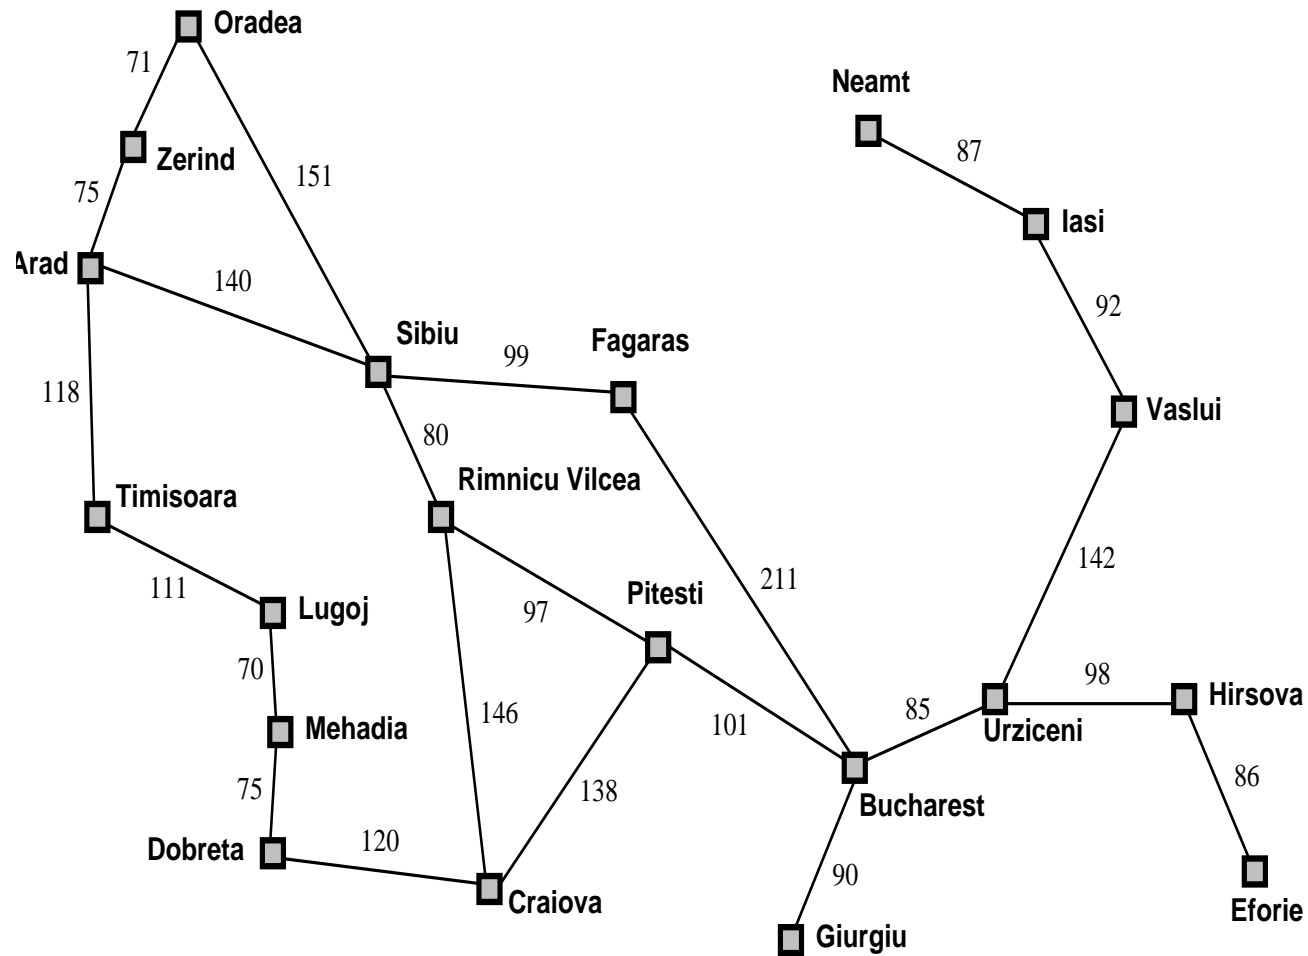 Oradea
71
Neamt
87
Zerind
151
75
Iasi
Arad
140
92
Sibiu
Fagaras
99
118
Vaslui
80
Rimnicu Vilcea
Timisoara
142
211
111
97
Pitesti
Lugoj
70
98
Hirsova
146
85
Mehadia
101
Urziceni
86
75
138
Bucharest
120
Dobreta
90
Craiova
Eforie
Giurgiu